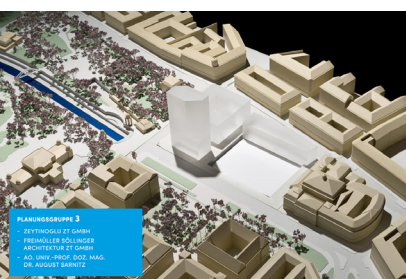 PLANUNGSGRUPPE 3
- ZEYTINOGLU ZT GMBH
- FREIMÜLLER SÖLLINGER
ARCHITEKTUR ZT GMBH
- AO. UNIV.-PROF. DOZ. MAG.
DR. AUGUST SARNITZ